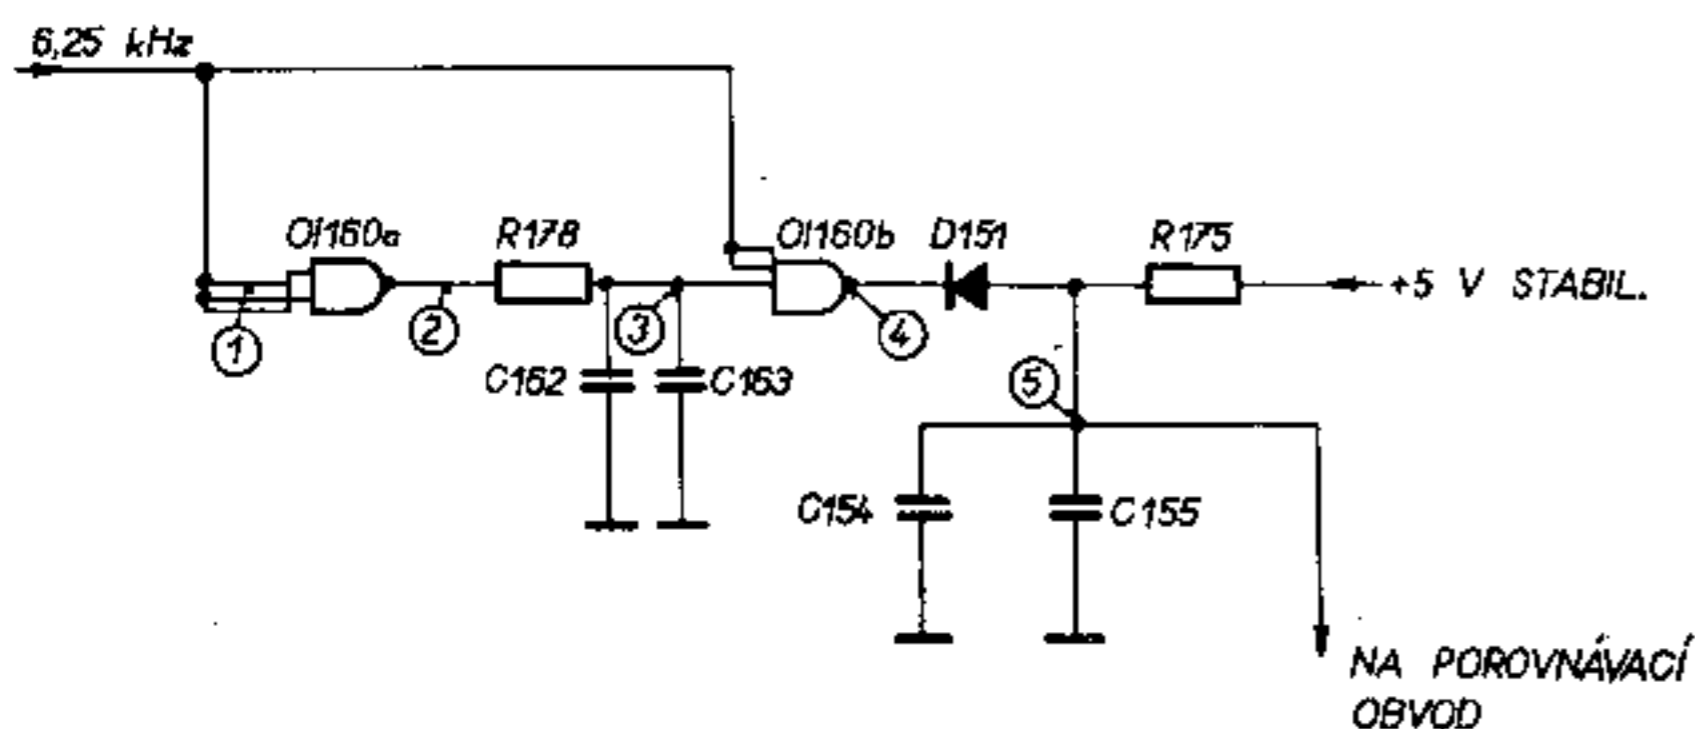 6,25 kHz
OI160a
R178
OI160b
D151
R175
+5 V STABIL.
1
2
3
4
C162
C163
5
C154
C155
NA POROVNÁVACÍ
OBVOD